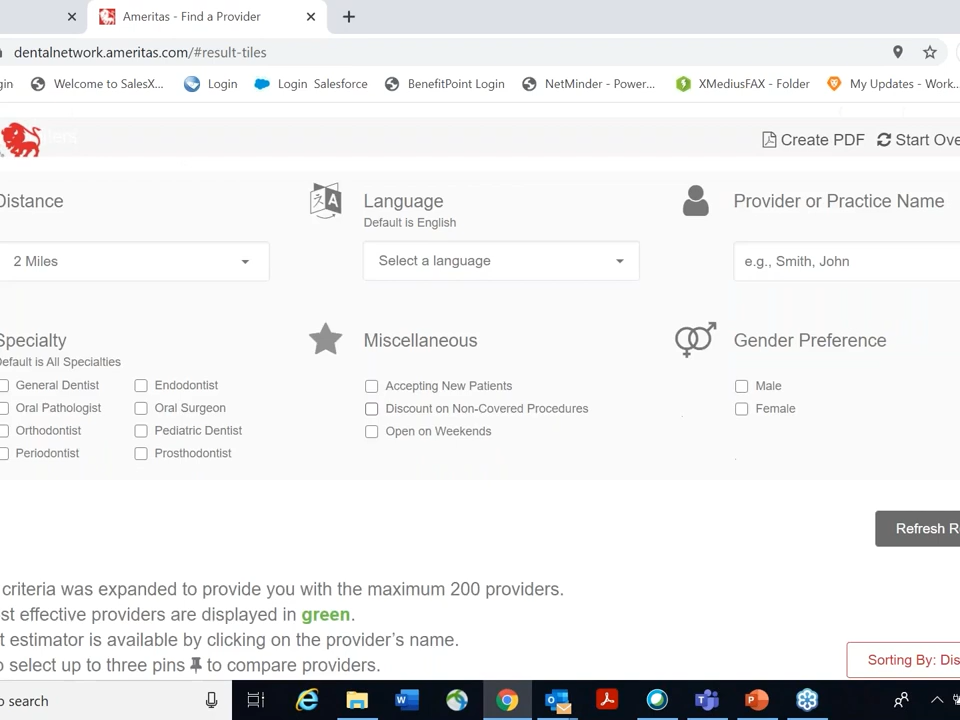 Ameritas - Find a Provider
dentalnetwork.ameritas.com/#result-tiles
gin Welcome to SalesX... Login Login Salesforce BenefitPoint Login NetMinder - Power... XMediusFAX - Folder My Updates - Work...
Create PDF Start Ove
Distance Language Provider or Practice Name
Default is English
2 Miles Select a language e.g., Smith, John
Specialty Miscellaneous Gender Preference
Default is All Specialties
General Dentist Endodontist Accepting New Patients Male
Oral Pathologist Oral Surgeon Discount on Non-Covered Procedures Female
Orthodontist Pediatric Dentist Open on Weekends
Periodontist Prosthodontist
Refresh R
criteria was expanded to provide you with the maximum 200 providers.
st effective providers are displayed in green.
t estimator is available by clicking on the provider's name.
o select up to three pins to compare providers.
Sorting By: Dis
o search